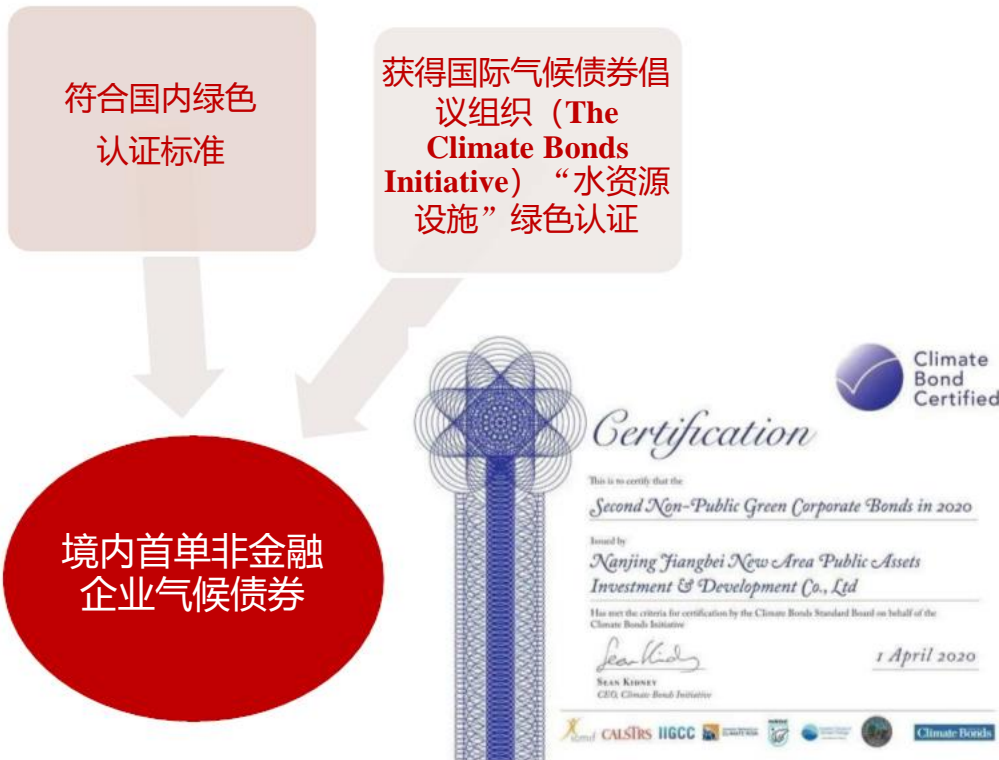 符合国内绿色
认证标准
获得国际气候债券倡
议组织（The
Climate Bonds
Initiative）“水资源
设施”绿色认证
境内首单非金融
企业气候债券
Climate
Bond
Certified
Certification
This is to certify that the
Second Non-Public Green Corporate Bonds in 2020
Issued by
Nanjing Jiangbei New Area Public Assets
Investment & Development Co., Ltd
Has met the criteria for certification by the Climate Bonds Standard Board on behalf of the
Climate Bonds Initiative
1 April 2020
SEAN KIDNEY
CEO, Climate Bonds Initiative
CALSTRS IIGCC
Climate Bonds